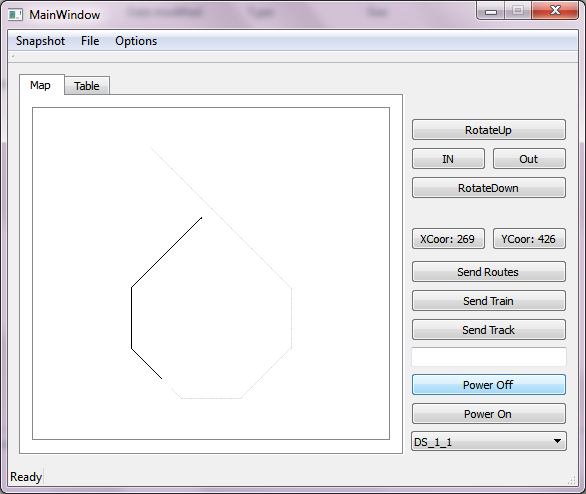 MainWindow
Snapshot File Options
Map Table
RotateUp
IN Out
RotateDown
XCoor: 269 YCoor: 426
Send Routes
Send Train
Send Track
Power Off
Power On
DS_1_1
Ready